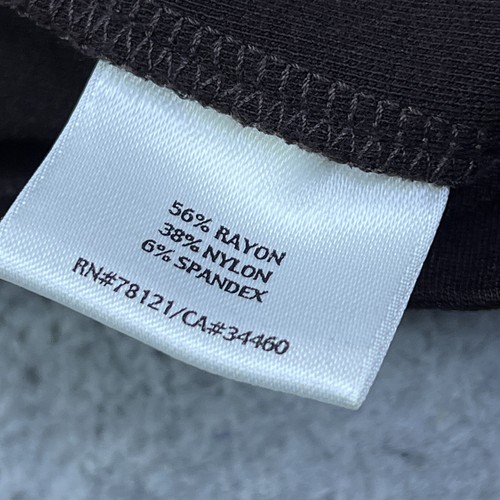 56% RAYON
38% NYLON
6% SPANDEX
RN#78121/CA#34460